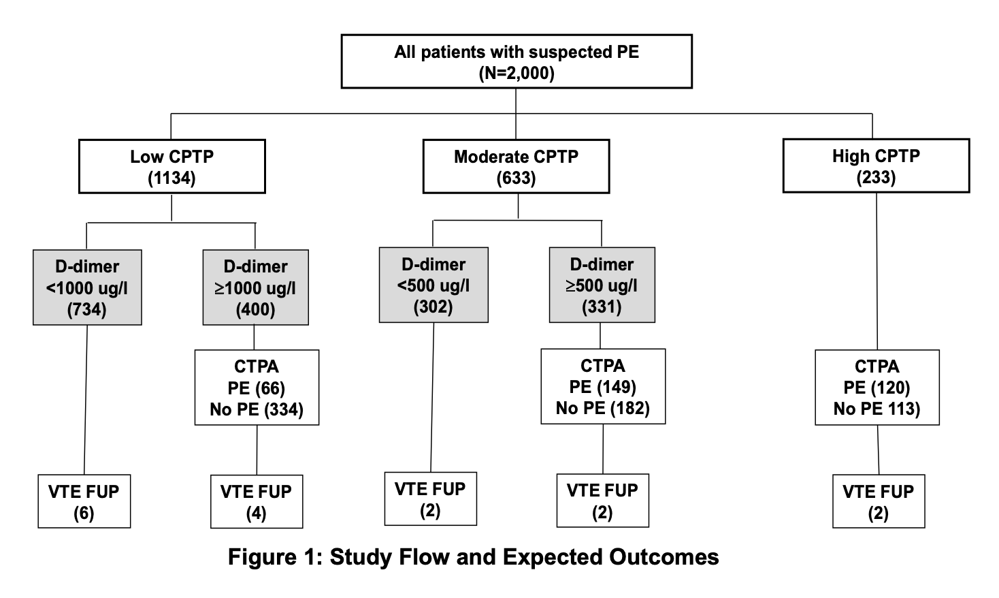 All patients with suspected PE
(N=2,000)
Low CPTP
(1134)
Moderate CPTP
(633)
High CPTP
(233)
D-dimer
<1000 ug/l
(734)
D-dimer
≥1000 ug/l
(400)
D-dimer
<500 ug/l
(302)
D-dimer
≥500 ug/l
(331)
CTPA
PE (66)
No PE (334)
CTPA
PE (149)
No PE (182)
CTPA
PE (120)
No PE 113)
VTE FUP
(6)
VTE FUP
(4)
VTE FUP
(2)
VTE FUP
(2)
VTE FUP
(2)
Figure 1: Study Flow and Expected Outcomes